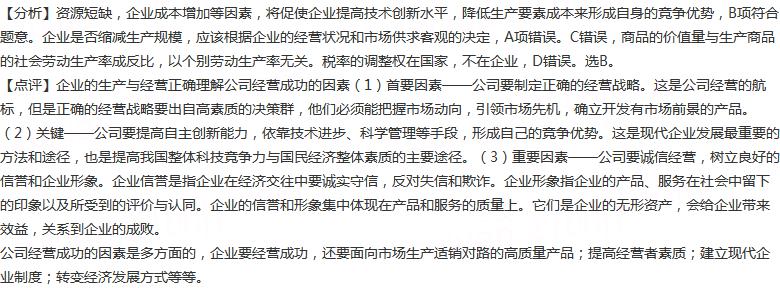 【分析】资源短缺，企业成本增加等因素，将促使企业提高技术创新水平，降低生产要素成本来形成自身的竞争优势，B项符合
题意。企业是否缩减生产规模，应该根据企业的经营状况和市场供求客观的决定，A项错误。C错误，商品的价值量与生产商品
的社会劳动生产率成反比，以个别劳动生产率无关。税率的调整权在国家，不在企业，D错误。选B。
【点评】企业的生产与经营正确理解公司经营成功的因素（1）首要因素——公司要制定正确的经营战略。这是公司经营的航
标，但是正确的经营战略要出自高素质的决策群，他们必须能把握市场动向，引领市场先机，确立开发有市场前景的产品。
（2）关键——公司要提高自主创新能力，依靠技术进步、科学管理等手段，形成自己的竞争优势。这是现代企业发展最重要的
方法和途径，也是提高我国整体科技竞争力与国民经济整体素质的主要途径。（3）重要因素——公司要诚信经营，树立良好的
信誉和企业形象。企业信誉是指企业在经济交往中要诚实守信，反对失信和欺诈。企业形象指企业的产品、服务在社会中留下
的印象以及所受到的评价与认同。企业的信誉和形象集中体现在产品和服务的质量上。它们是企业的无形资产，会给企业带来
效益，关系到企业的成败。
公司经营成功的因素是多方面的，企业要经营成功，还要面向市场生产适销对路的高质量产品；提高经营者素质；建立现代企
业制度；转变经济发展方式等等。